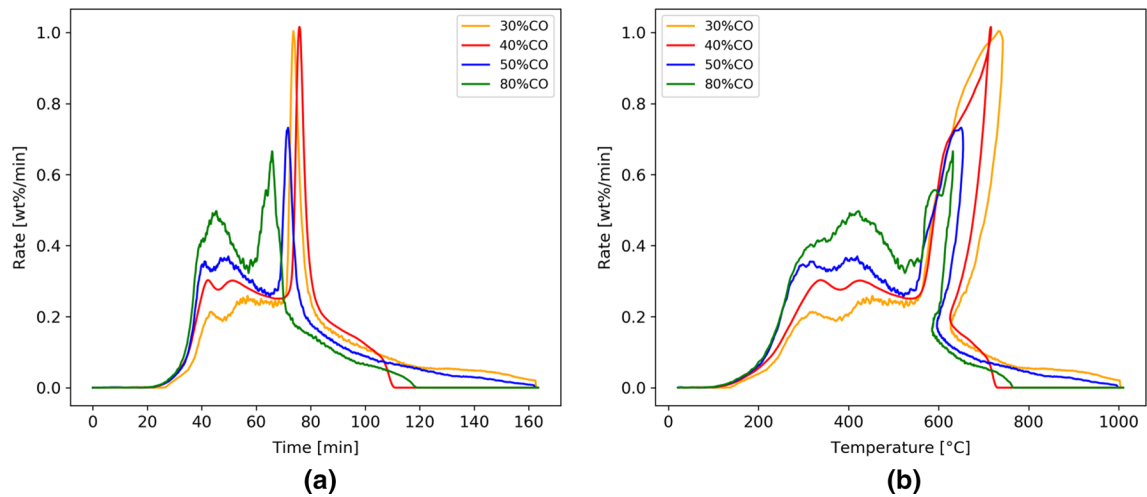 30%CO
40%CO
50%CO
80%CO
1.0
0.8
0.6
0.4
0.2
0.0
Rate [wt%/min]
0 20 40 60 80 100 120 140 160
Time [min]
(a)
30%CO
40%CO
50%CO
80%CO
1.0
0.8
0.6
0.4
0.2
0.0
Rate [wt%/min]
0 200 400 600 800 1000
Temperature [°C]
(b)